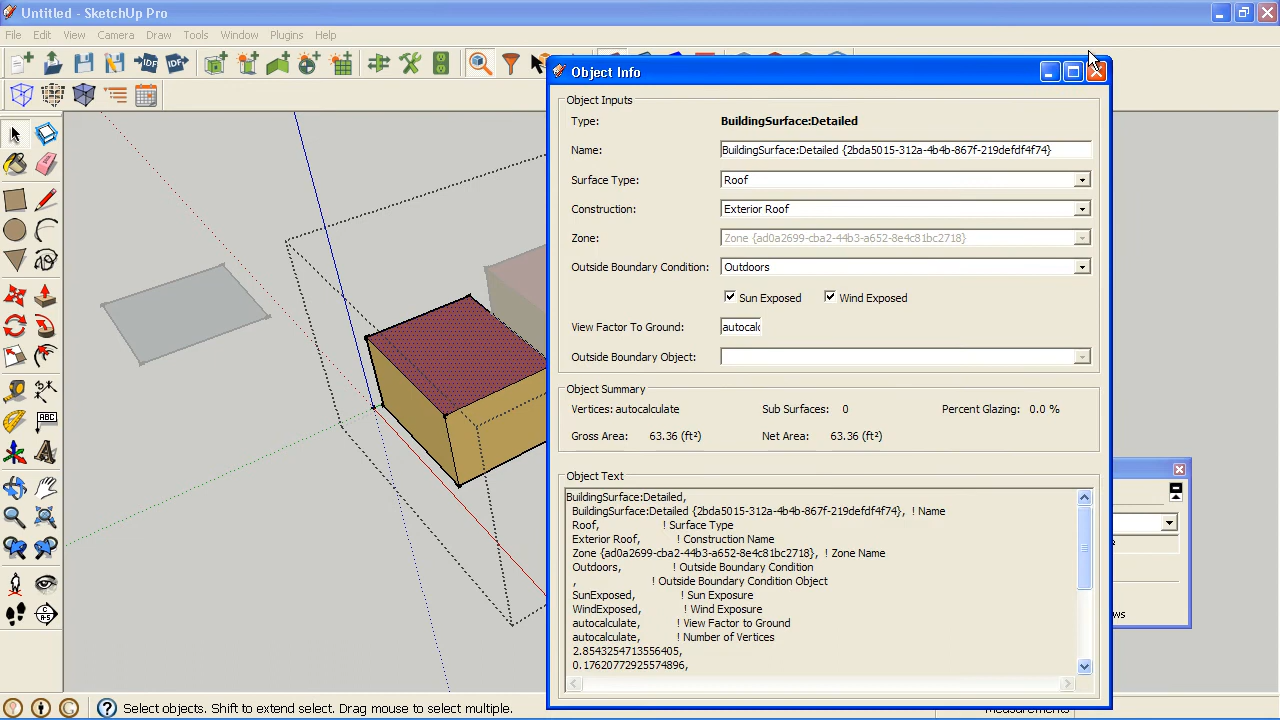 Untitled - SketchUp Pro
File Edit View Camera Draw Tools Window Plugins Help
Object Info
Object Inputs
Type: BuildingSurface:Detailed
Name: BuildingSurface:Detailed {2bda5015-312a-4b4b-867f-219defdf4f74}
Surface Type: Roof
Construction: Exterior Roof
Zone: Zone {ad0a2699-cba2-44b3-a652-8e4c81bc2718}
Outside Boundary Condition: Outdoors
Sun Exposed Wind Exposed
View Factor To Ground: autocalc
Outside Boundary Object:
Object Summary
Vertices: autocalculate Sub Surfaces: 0 Percent Glazing: 0.0 %
Gross Area: 63.36 (ft²) Net Area: 63.36 (ft²)
Object Text
BuildingSurface:Detailed,
BuildingSurface:Detailed {2bda5015-312a-4b4b-867f-219defdf4f74}, ! Name
Roof, ! Surface Type
Exterior Roof, ! Construction Name
Zone {ad0a2699-cba2-44b3-a652-8e4c81bc2718}, ! Zone Name
Outdoors, ! Outside Boundary Condition
, ! Outside Boundary Condition Object
SunExposed, ! Sun Exposure
WindExposed, ! Wind Exposure
autocalculate, ! View Factor to Ground
autocalculate, ! Number of Vertices
2.8543254713556405,
0.17620772925574896,
Select objects. Shift to extend select. Drag mouse to select multiple.
Measurements